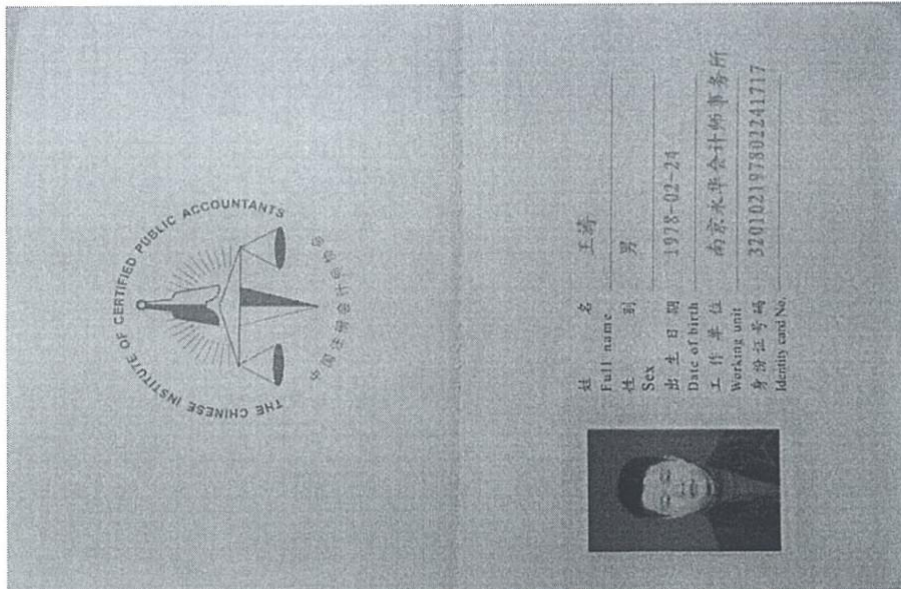 THE CHINESE INSTITUTE OF CERTIFIED PUBLIC ACCOUNTANTS
中国注册会计师协会
姓 名 王涛
Full name
性 别 男
Sex
出 生 日 期 1978-02-24
Date of birth
工 作 单 位 南京永华会计师事务所
Working unit
身份证号码 320102197802241717
Identity card No.